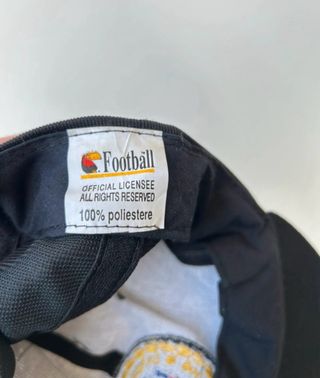 Football
OFFICIAL LICENSEE
ALL RIGHTS RESERVED
100% poliestere